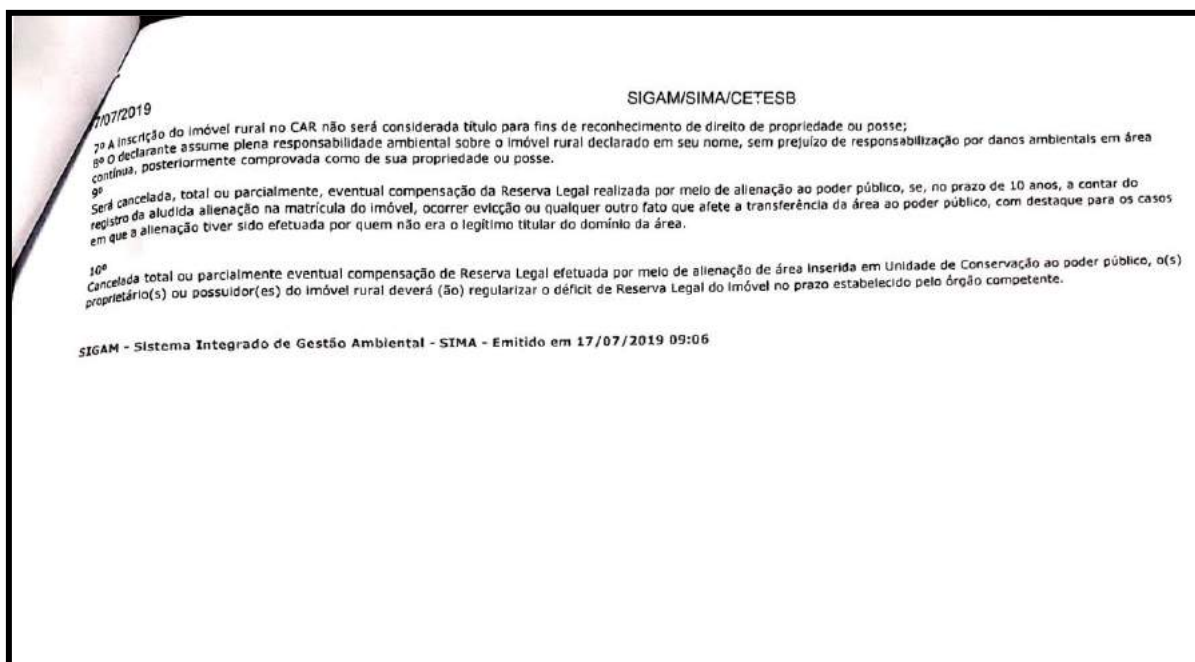 7/07/2019
SIGAM/SIMA/CETESB
7º A inscrição do imóvel rural no CAR não será considerada título para fins de reconhecimento de direito de propriedade ou posse;
8º O declarante assume plena responsabilidade ambiental sobre o imóvel rural declarado em seu nome, sem prejuízo de responsabilização por danos ambientais em área
contínua, posteriormente comprovada como de sua propriedade ou posse.
9º
Será cancelada, total ou parcialmente, eventual compensação da Reserva Legal realizada por meio de alienação ao poder público, se, no prazo de 10 anos, a contar do
registro da aludida alienação na matrícula do imóvel, ocorrer evicção ou qualquer outro fato que afete a transferência da área ao poder público, com destaque para os casos
em que a alienação tiver sido efetuada por quem não era o legítimo titular do domínio da área.
10º
Cancelada total ou parcialmente eventual compensação de Reserva Legal efetuada por meio de alienação de área inserida em Unidade de Conservação ao poder público, o(s)
proprietário(s) ou possuidor(es) do imóvel rural deverá (ão) regularizar o déficit de Reserva Legal do imóvel no prazo estabelecido pelo órgão competente.
SIGAM - Sistema Integrado de Gestão Ambiental - SIMA - Emitido em 17/07/2019 09:06